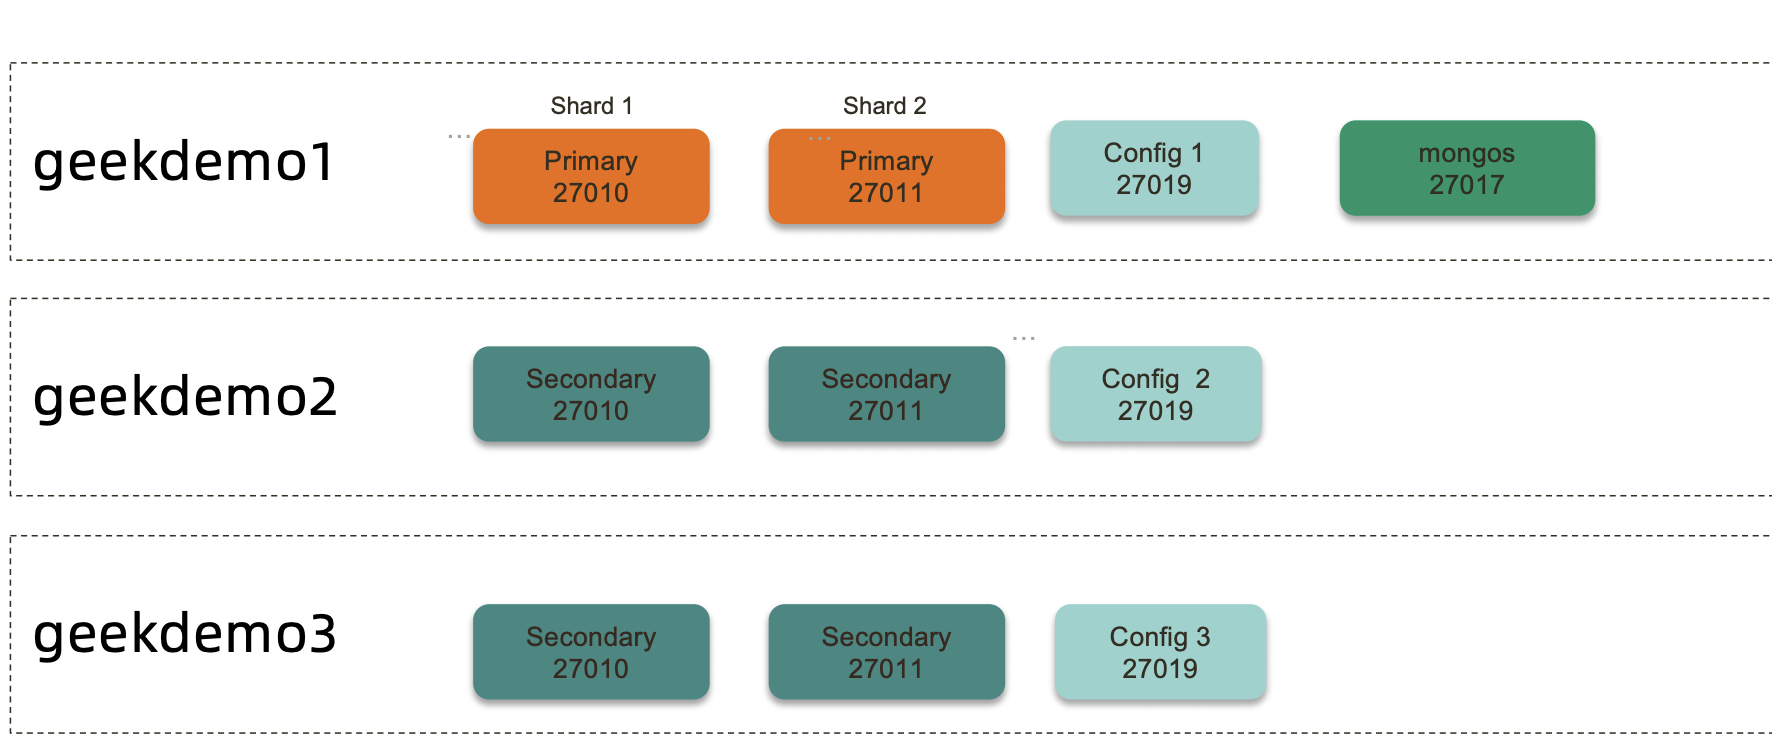 Shard 1
Shard 2
geekdemo1
...
Primary
27010
...
Primary
27011
Config 1
27019
mongos
27017
geekdemo2
Secondary
27010
Secondary
27011
...
Config  2
27019
geekdemo3
Secondary
27010
Secondary
27011
Config 3
27019